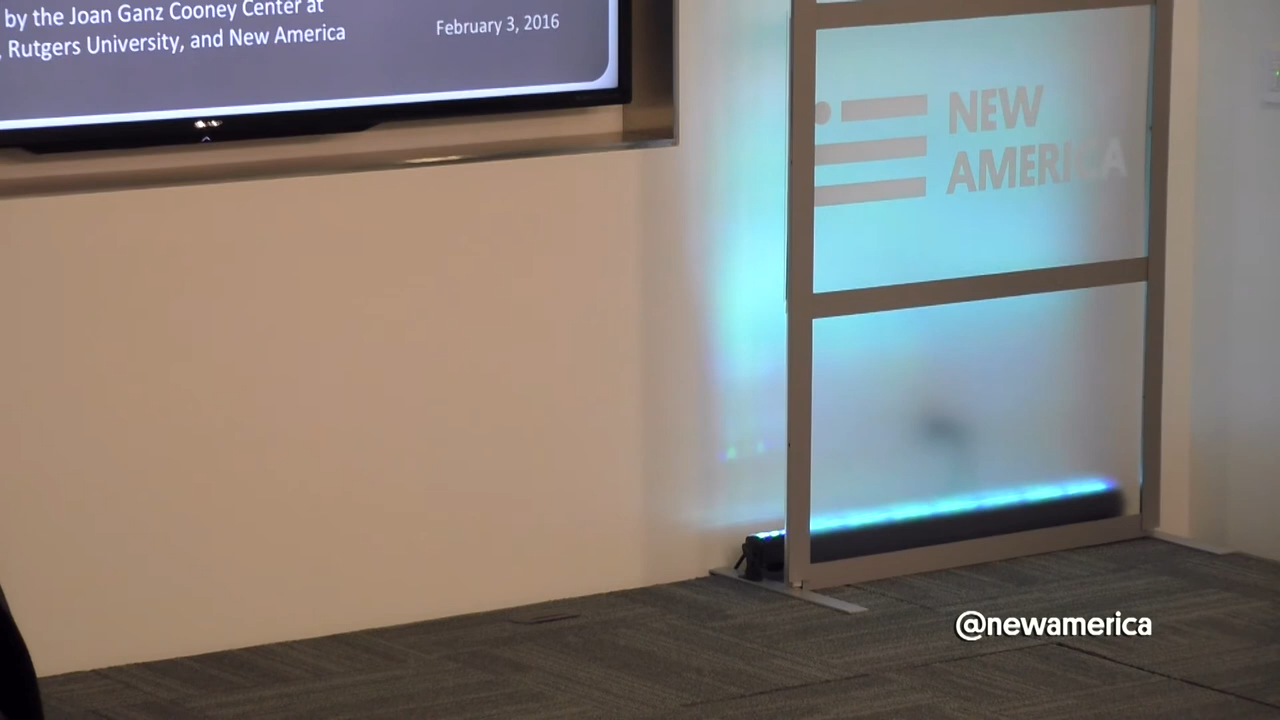 by the Joan Ganz Cooney Center at
, Rutgers University, and New America
February 3, 2016
NEW
AMERICA
@newamerica